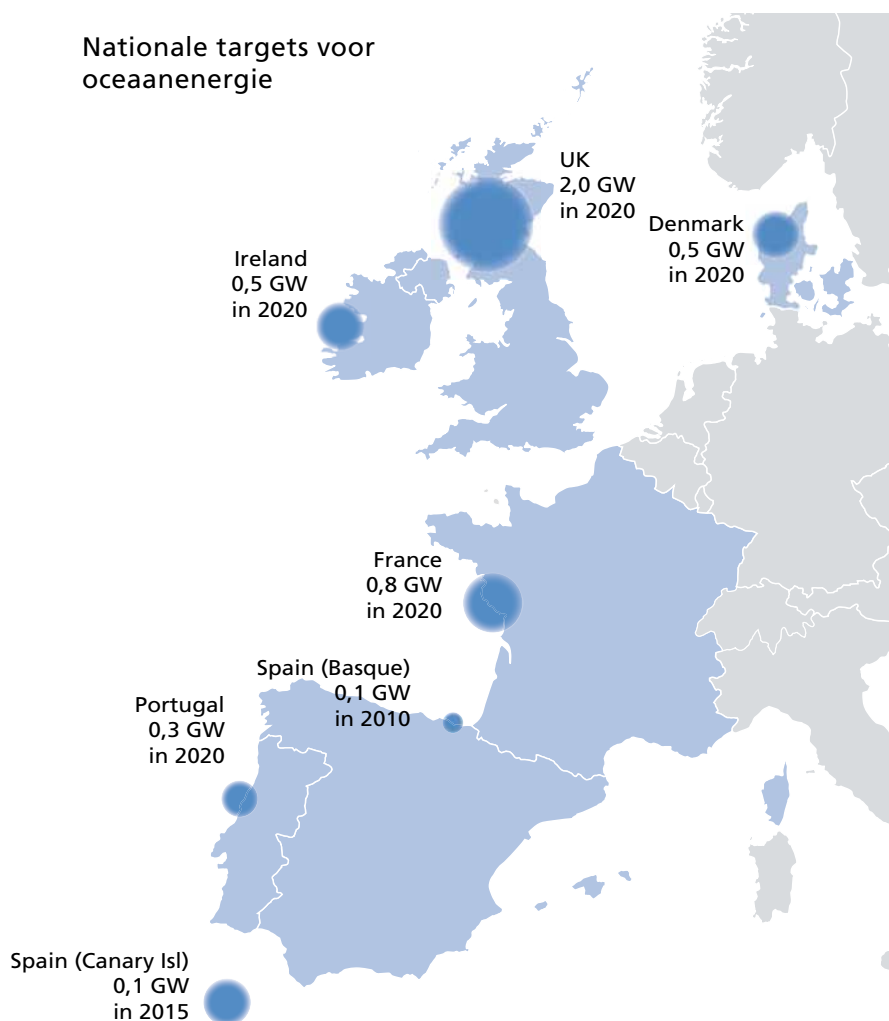 Nationale targets voor
oceaanenergie
UK
2,0 GW
in 2020
Denmark
0,5 GW
in 2020
Ireland
0,5 GW
in 2020
France
0,8 GW
in 2020
Spain (Basque)
0,1 GW
in 2010
Portugal
0,3 GW
in 2020
Spain (Canary Isl)
0,1 GW
in 2015